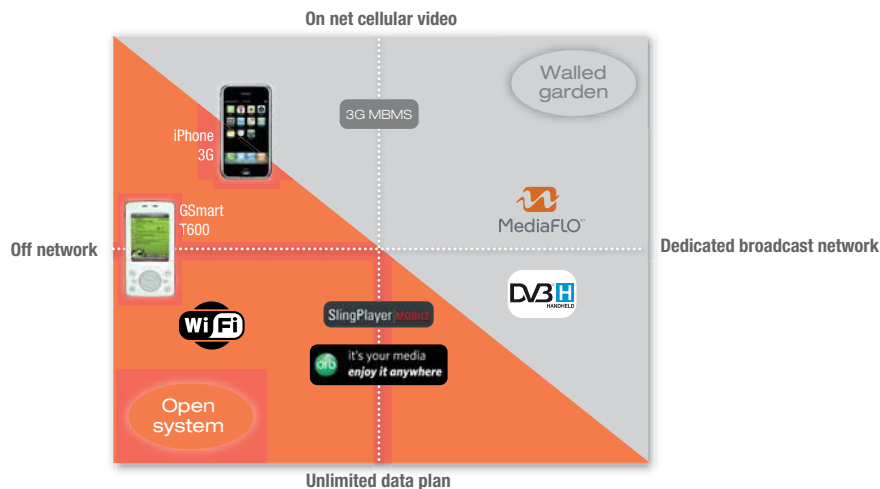 On net cellular video
Walled
garden
3G MBMS
iPhone
3G
GSmart
T600
MediaFLO™
Off network
Dedicated broadcast network
DVB H
HANDHELD
Wi Fi
SlingPlayer MOBILE
orb
it's your media
enjoy it anywhere
Open
system
Unlimited data plan